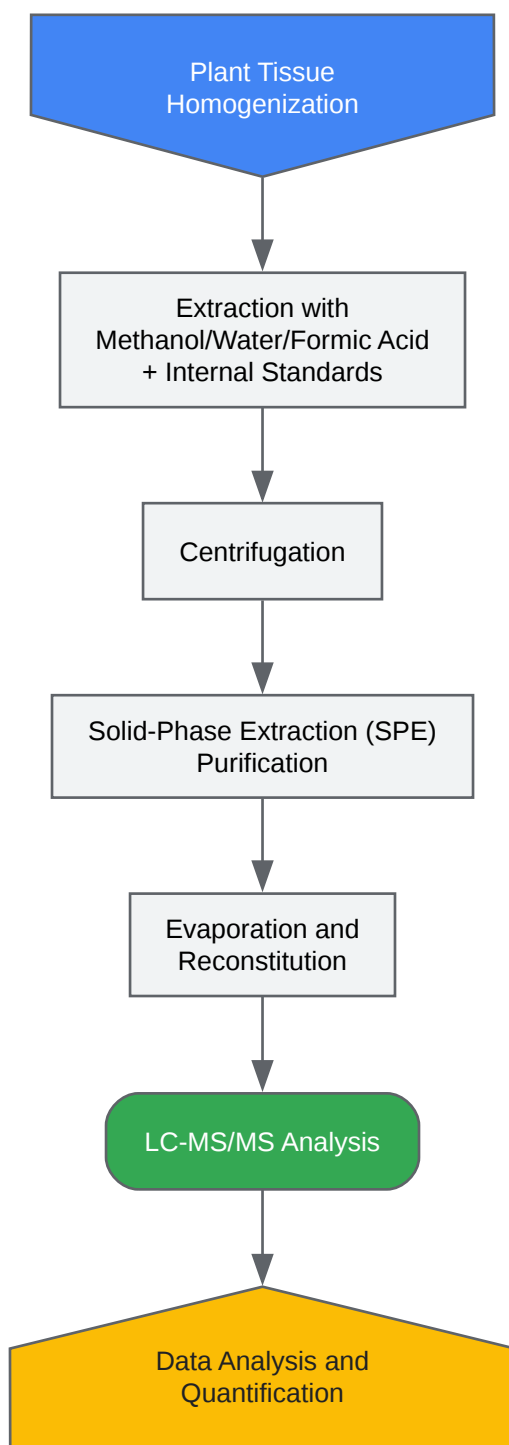 Plant Tissue
Homogenization
Extraction with
Methanol/Water/Formic Acid
+ Internal Standards
Centrifugation
Solid-Phase Extraction (SPE)
Purification
Evaporation and
Reconstitution
LC-MS/MS Analysis
Data Analysis and
Quantification